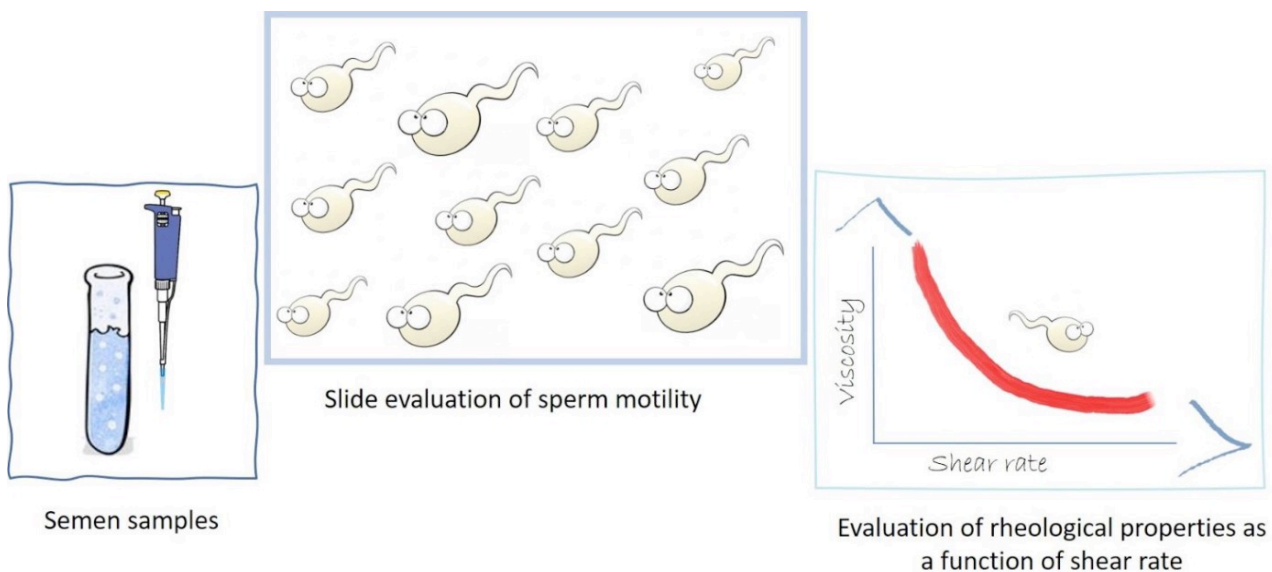 Semen samples
Slide evaluation of sperm motility
Viscosity
Shear rate
Evaluation of rheological properties as
a function of shear rate